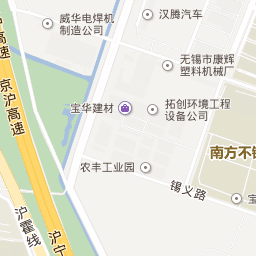 威华电焊机
制造公司
汉腾汽车
无锡市康辉
塑料机械厂
宝华建材
拓创环境工程
设备公司
农丰工业园
南方不锈
锡义路
沪高速
京沪高速
沪霍线
沪宁
宝